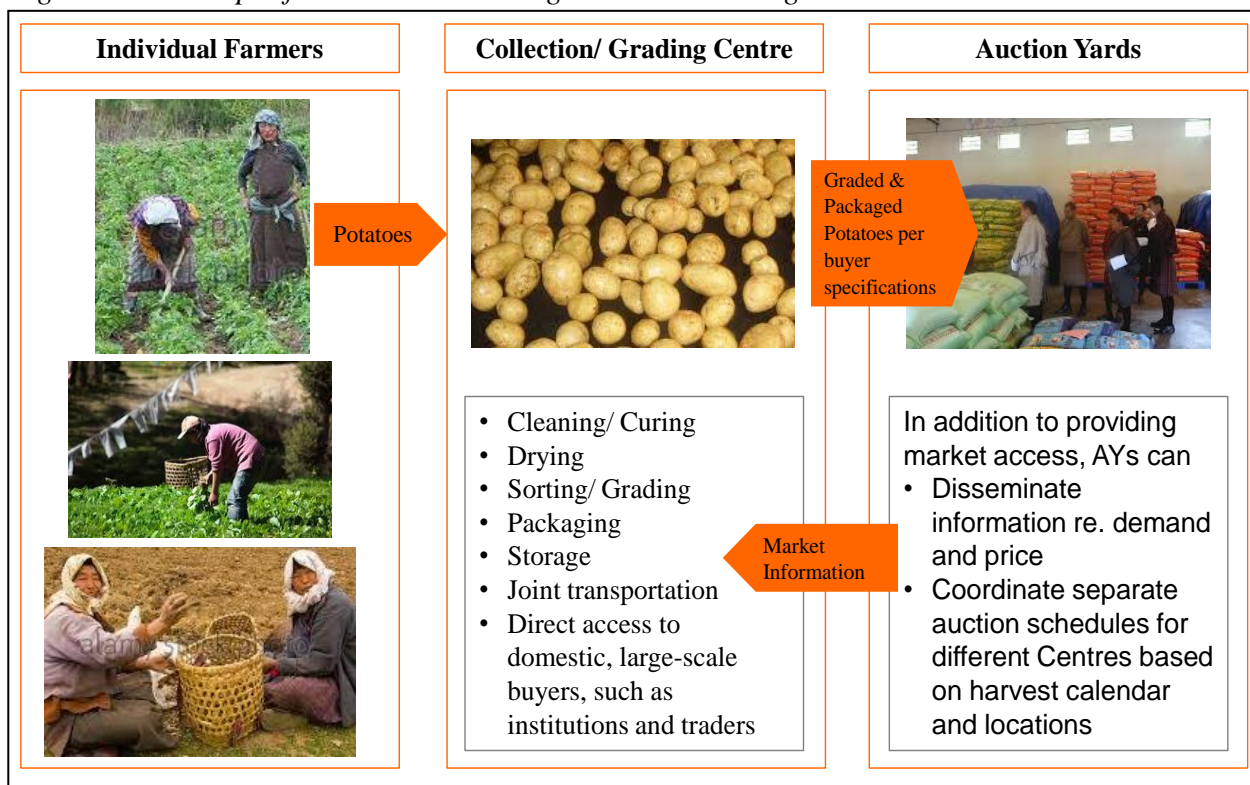 Individual Farmers
Collection/ Grading Centre
Auction Yards
Potatoes
Graded &
Packaged
Potatoes per
buyer
specifications
• Cleaning/ Curing
• Drying
• Sorting/ Grading
• Packaging
• Storage
• Joint transportation
• Direct access to
domestic, large-scale
buyers, such as
institutions and traders
Market
Information
In addition to providing
market access, AYs can
• Disseminate
information re. demand
and price
• Coordinate separate
auction schedules for
different Centres based
on harvest calendar
and locations